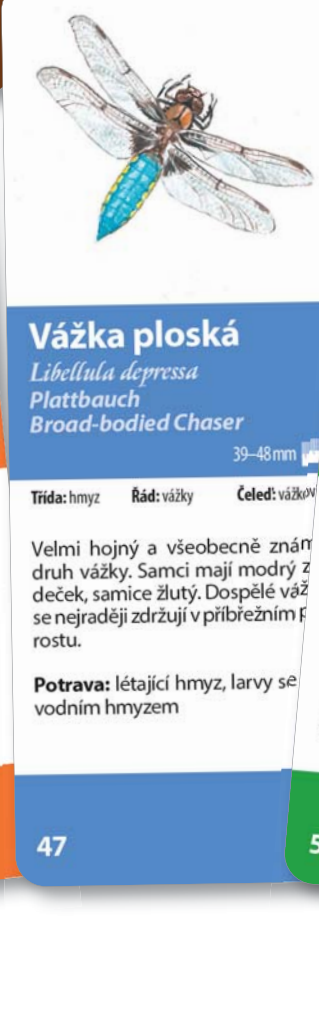 Vážka ploská
Libellula depressa
Plattbauch
Broad-bodied Chaser
39–48 mm
Třída: hmyz Řád: vážky Čeleď:
Velmi hojný a všeobecně
druh vážky. Samci mají modrý
deček, samice žlutý. Dospělé
se nejraději zdržují v příbřežním
rostu.
Potrava: létající hmyz, larvy se
vodním hmyzem
47
5